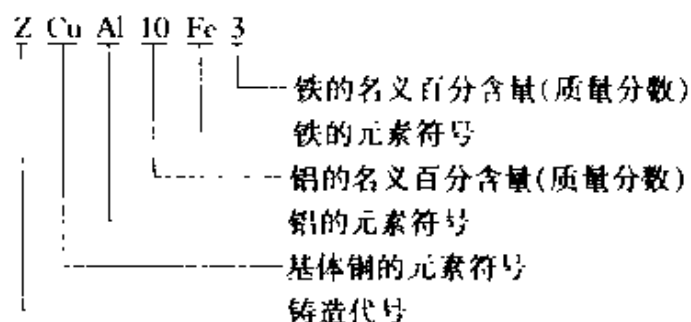 Z Cu Al 10 Fe 3
铁的名义百分含量(质量分数)
铁的元素符号
铝的名义百分含量(质量分数)
铝的元素符号
基体铜的元素符号
铸造代号